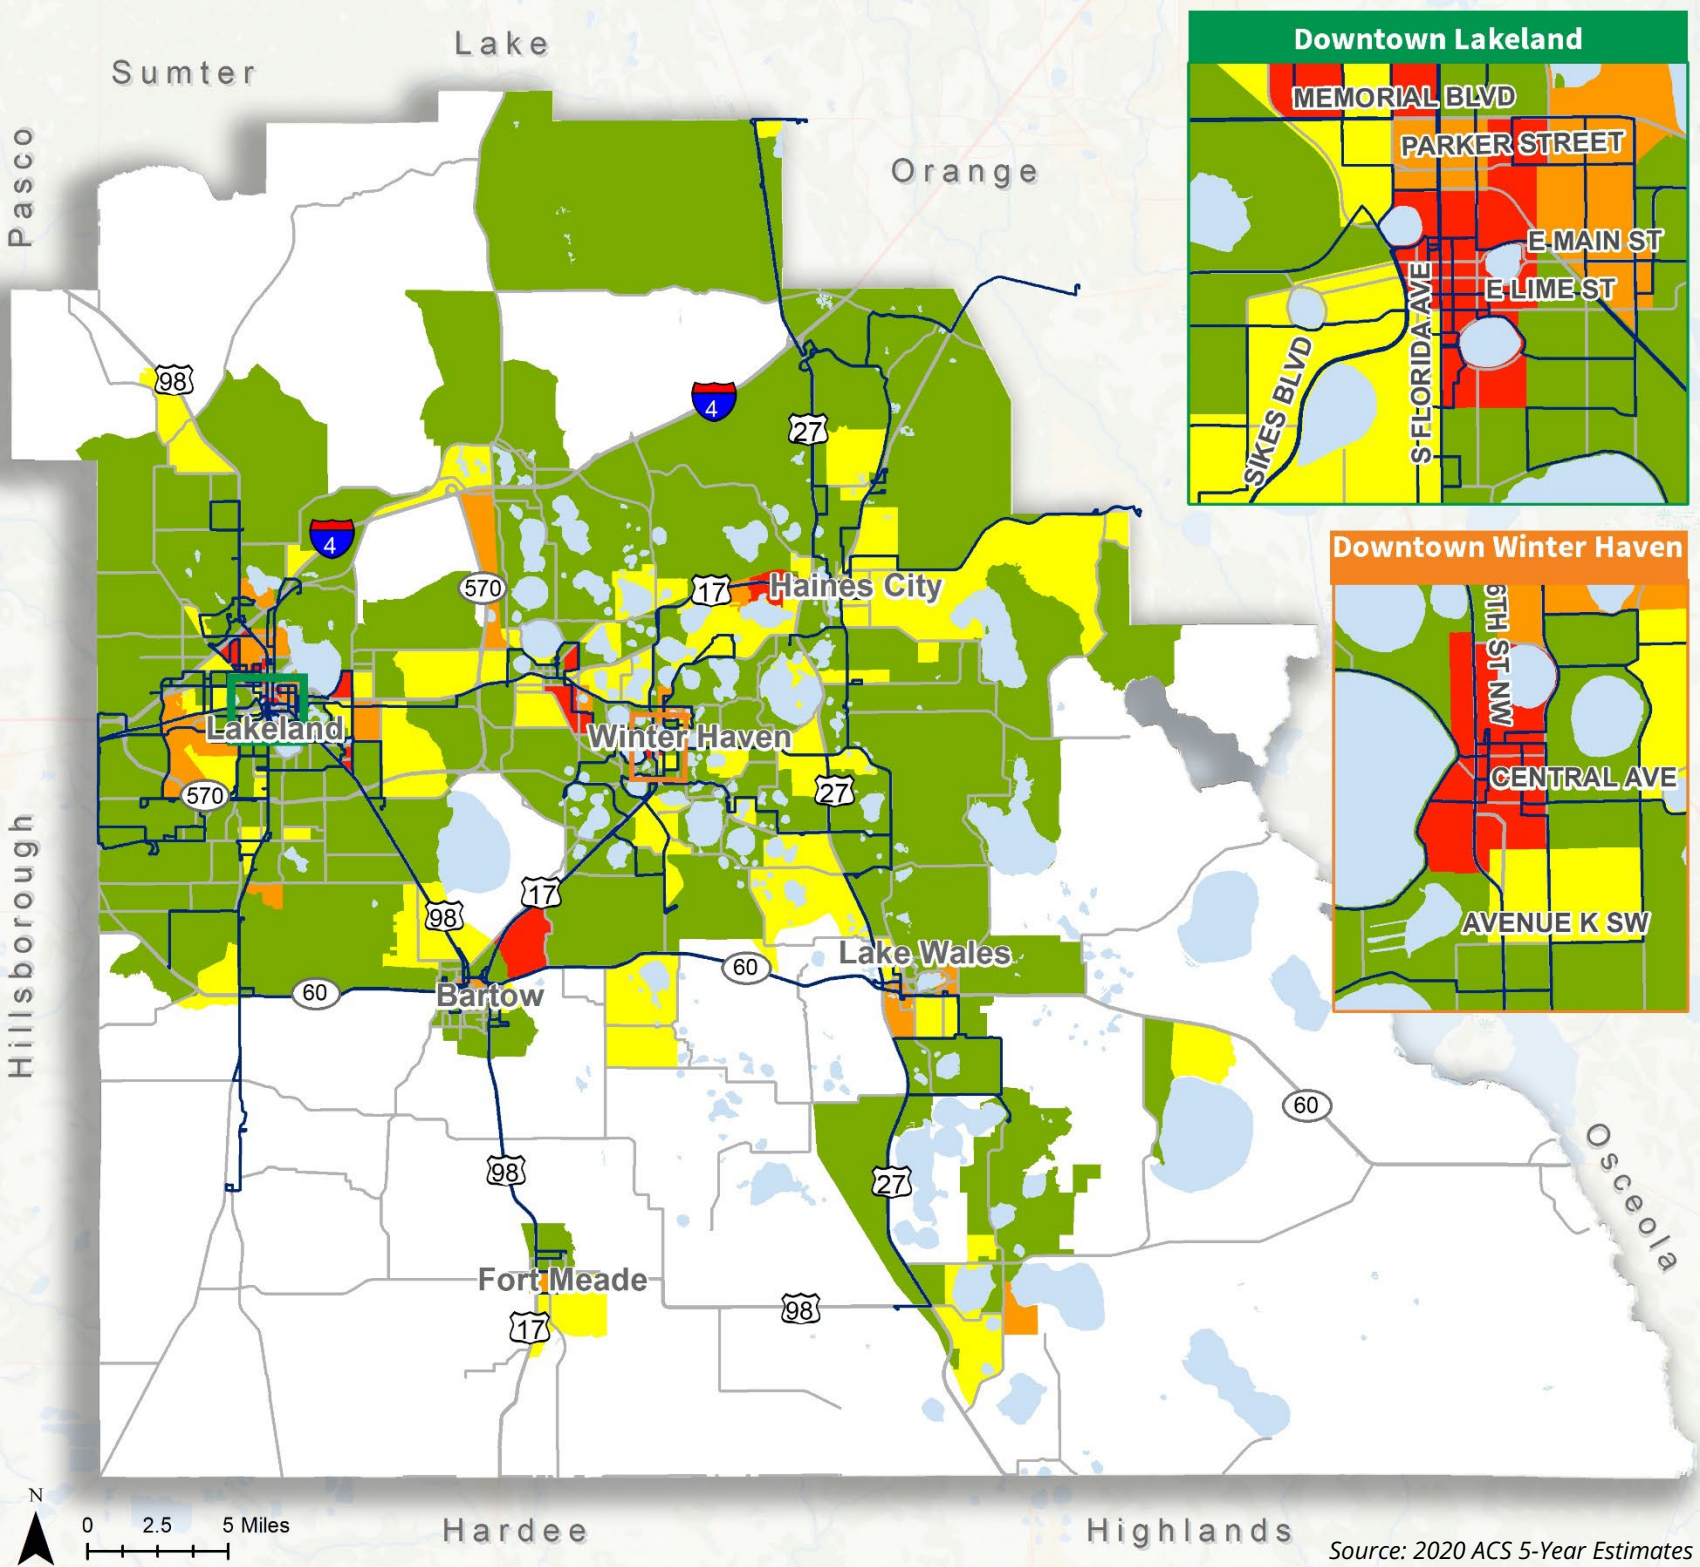 Lake
Sumter
Pasco
Orange
Hillsborough
Osceola
Hardee
Highlands
98
4
27
4
570
17
Haines City
Lakeland
Winter Haven
570
27
17
98
Lake Wales
60
60
Bartow
60
98
27
Fort Meade
98
17
Downtown Lakeland
MEMORIAL BLVD
PARKER STREET
E MAIN ST
E LIME ST
S FLORIDA AVE
SIKES BLVD
Downtown Winter Haven
6TH ST NW
CENTRAL AVE
AVENUE K SW
N
0 2.5 5 Miles
Source: 2020 ACS 5-Year Estimates